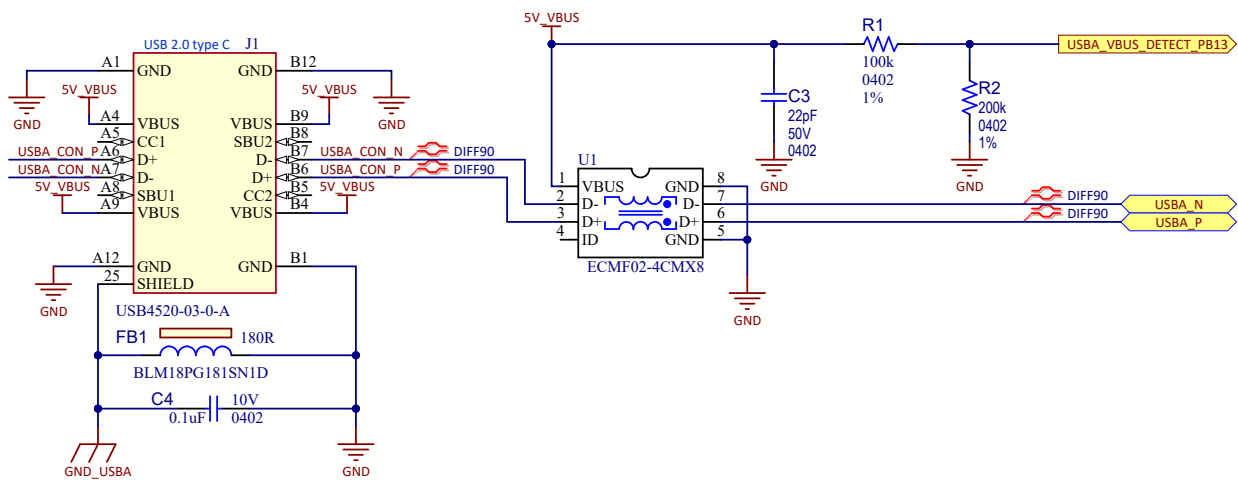 USB 2.0 type C
J1
A1
GND
GND
B12
GND
GND
5V_VBUS
5V_VBUS
A4
VBUS
VBUS
B9
A5
CC1
SBU2
B8
USBA_CON_P
A6
D+
D-
B7
USBA_CON_N
DIFF90
USBA_CON_N
A7
D-
D+
B6
USBA_CON_P
DIFF90
5V_VBUS
A8
SBU1
CC2
B5
5V_VBUS
A9
VBUS
VBUS
B4
A12
GND
GND
B1
25
SHIELD
GND
USB4520-03-0-A
FB1
180R
BLM18PG181SN1D
C4
10V
0.1uF
0402
GND_USBA
GND
5V_VBUS
R1
100k
0402
1%
USBA_VBUS_DETECT_PB13
C3
22pF
50V
0402
GND
R2
200k
0402
1%
GND
U1
1
VBUS
GND
8
2
D-
D-
7
3
D+
D+
6
4
ID
GND
5
ECMF02-4CMX8
GND
DIFF90
USBA_N
DIFF90
USBA_P